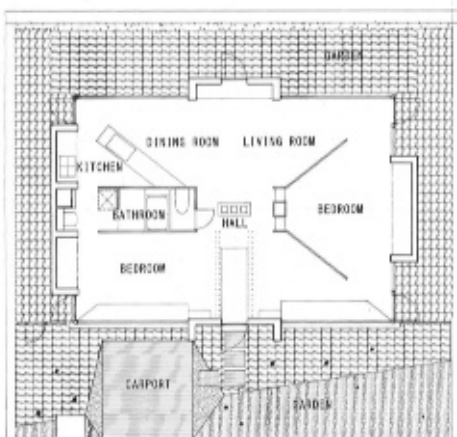 GARDEN
DINING ROOM
LIVING ROOM
KITCHEN
BATHROOM
BEDROOM
HALL
BEDROOM
CARPORT
GARDEN